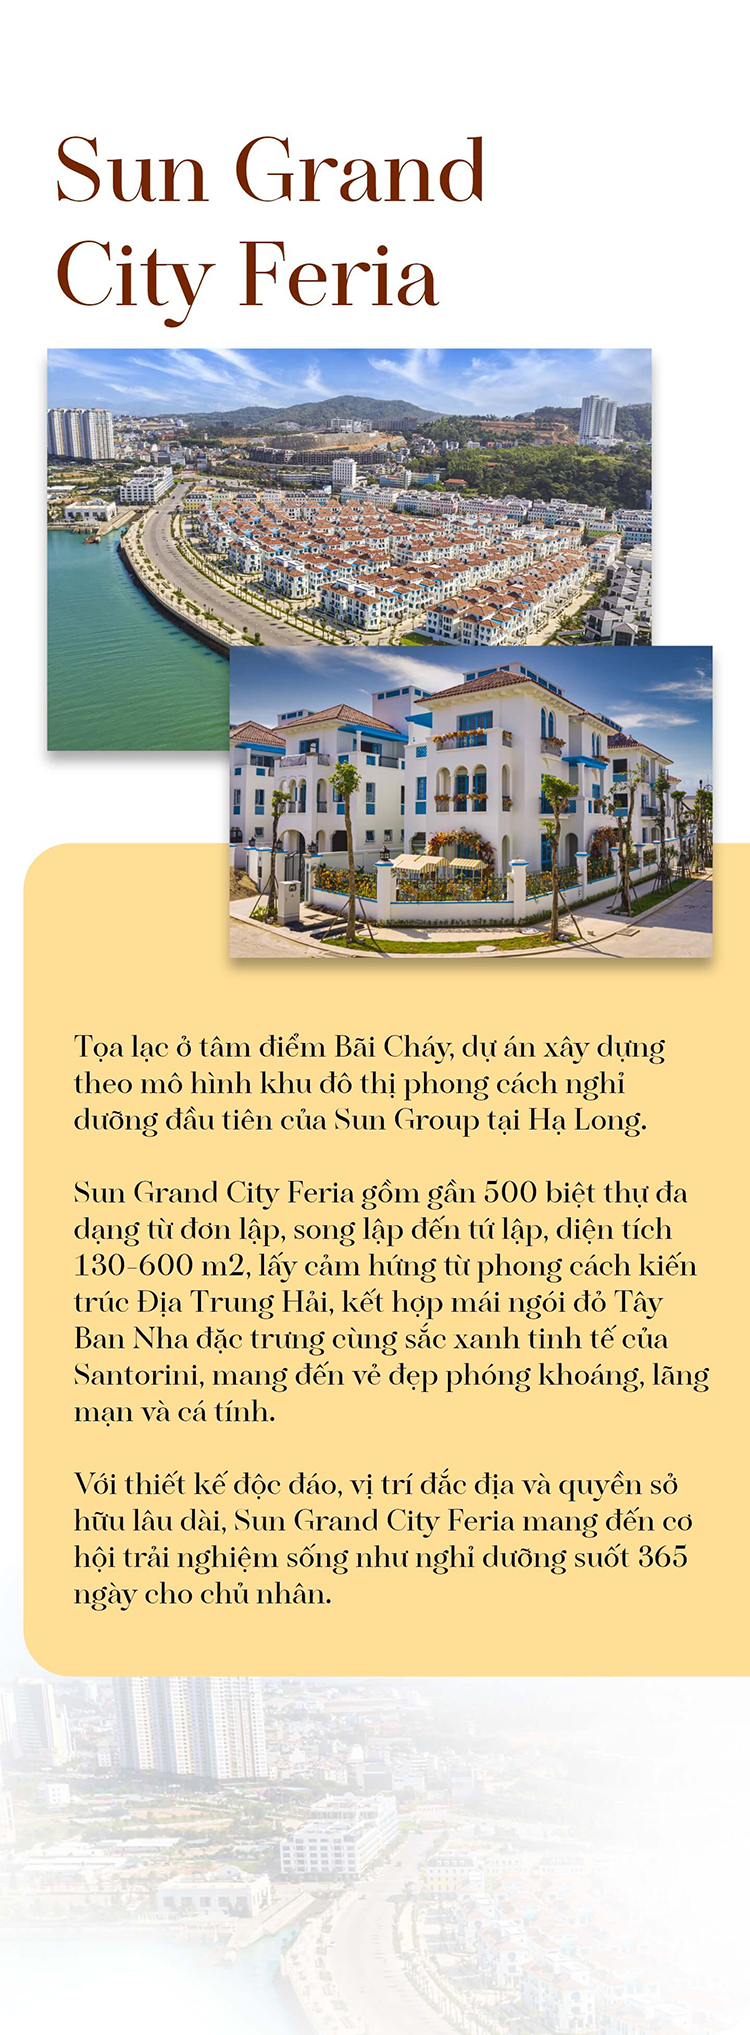 Sun Grand
City Feria
Tọa lạc ở tâm điểm Bãi Cháy, dự án xây dựng
theo mô hình khu đô thị phong cách nghỉ
dưỡng đầu tiên của Sun Group tại Hạ Long.
Sun Grand City Feria gồm gần 500 biệt thự đa
dạng từ đơn lập, song lập đến tứ lập, diện tích
130-600 m2, lấy cảm hứng từ phong cách kiến
trúc Địa Trung Hải, kết hợp mái ngói đỏ Tây
Ban Nha đặc trưng cùng sắc xanh tinh tế của
Santorini, mang đến vẻ đẹp phóng khoáng, lãng
mạn và cá tính.
Với thiết kế độc đáo, vị trí đắc địa và quyền sở
hữu lâu dài, Sun Grand City Feria mang đến cơ
hội trải nghiệm sống như nghỉ dưỡng suốt 365
ngày cho chủ nhân.